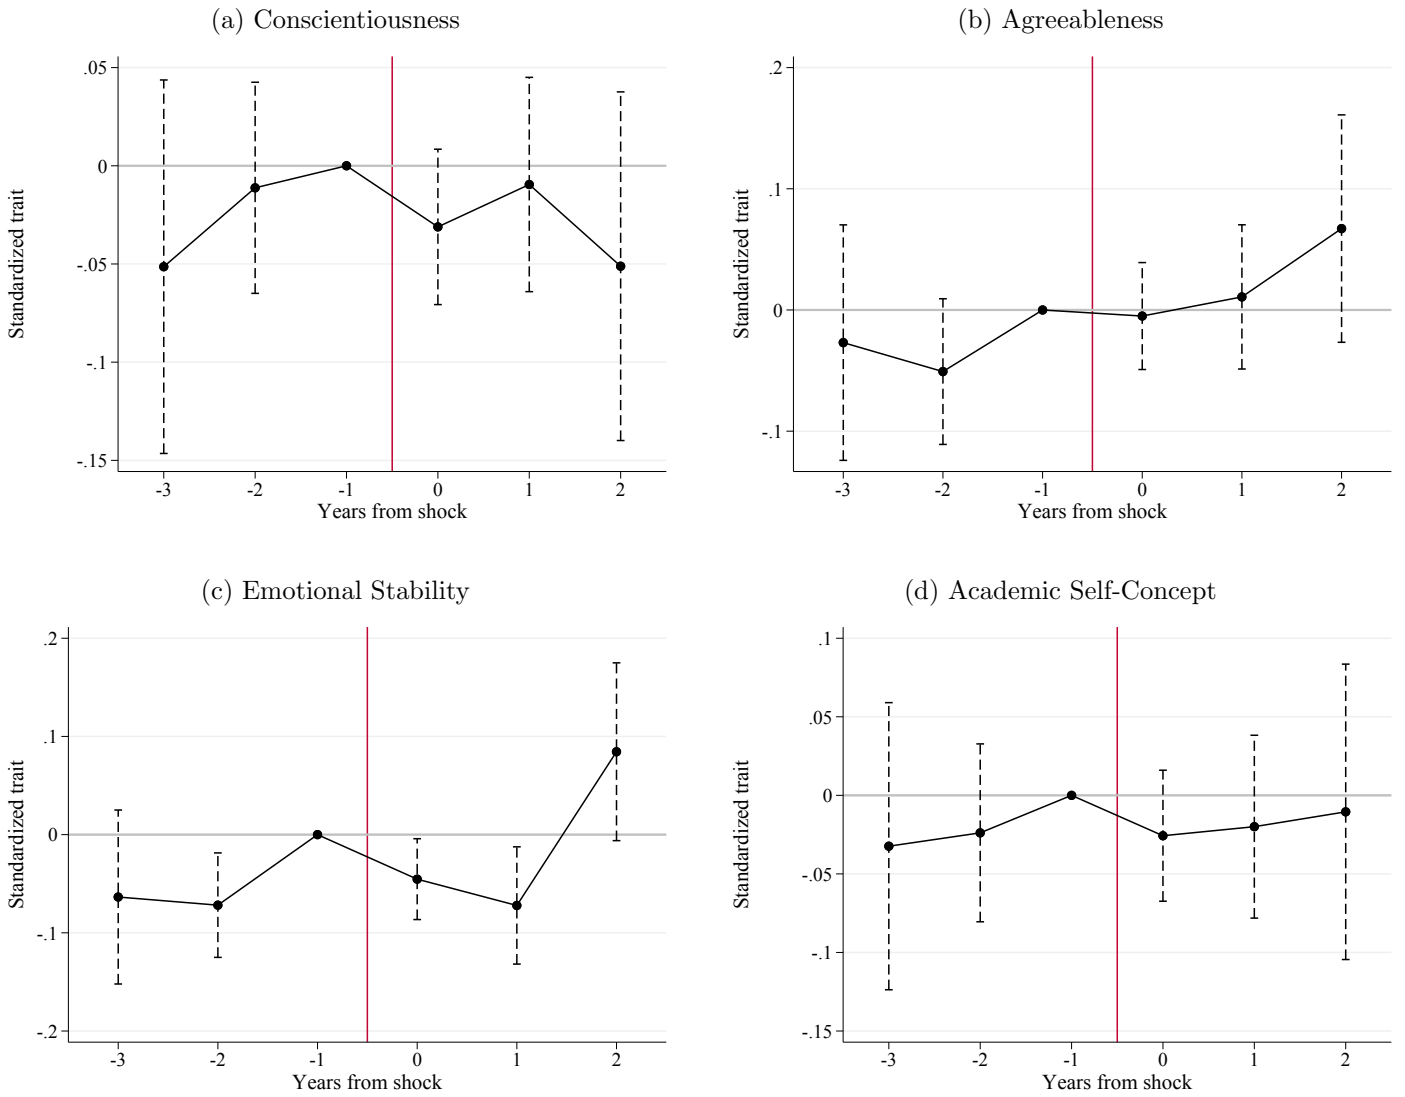 (a) Conscientiousness
.05
0
-.05
-.1
-.15
Standardized trait
-3 -2 -1 0 1 2
Years from shock
(b) Agreeableness
.2
.1
0
-.1
Standardized trait
-3 -2 -1 0 1 2
Years from shock
(c) Emotional Stability
.2
.1
0
-.1
-.2
Standardized trait
-3 -2 -1 0 1 2
Years from shock
(d) Academic Self-Concept
.1
.05
0
-.05
-.1
-.15
Standardized trait
-3 -2 -1 0 1 2
Years from shock